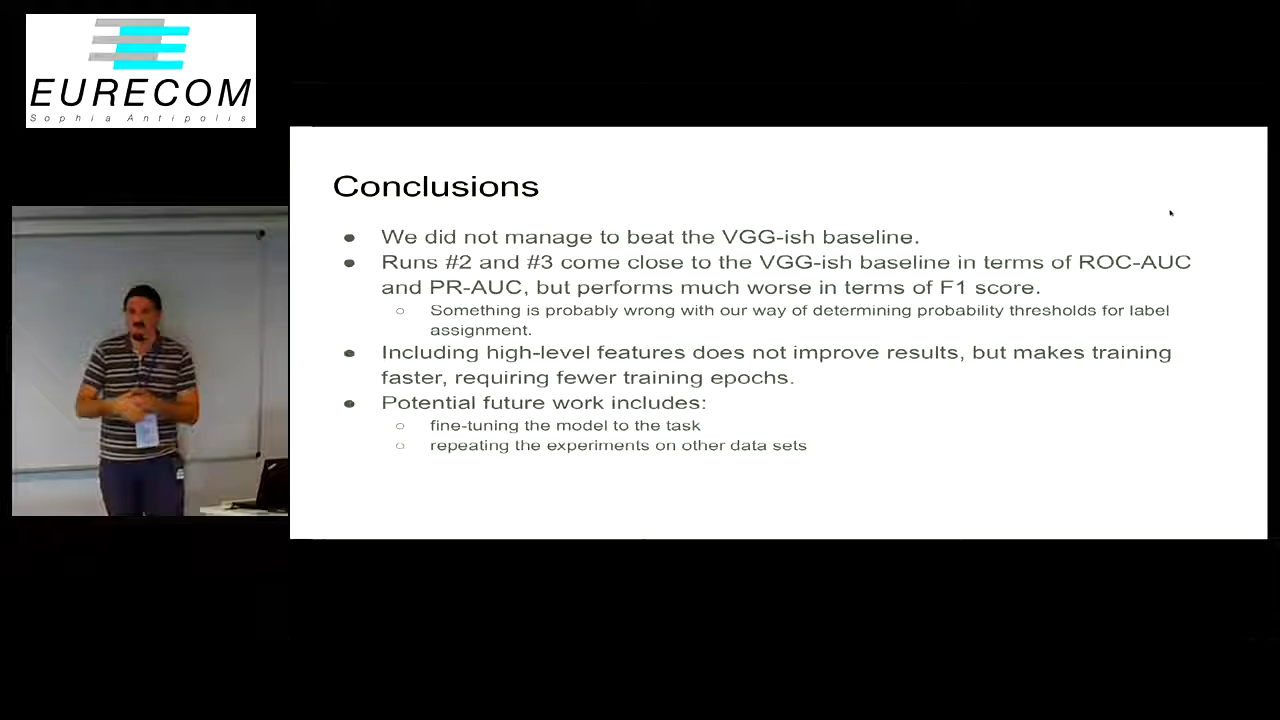 EURECOM
Sophia Antipolis
Conclusions
● We did not manage to beat the VGG-ish baseline.
● Runs #2 and #3 come close to the VGG-ish baseline in terms of ROC-AUC
and PR-AUC, but performs much worse in terms of F1 score.
○ Something is probably wrong with our way of determining probability thresholds for label
assignment.
● Including high-level features does not improve results, but makes training
faster, requiring fewer training epochs.
● Potential future work includes:
○ fine-tuning the model to the task
○ repeating the experiments on other data sets